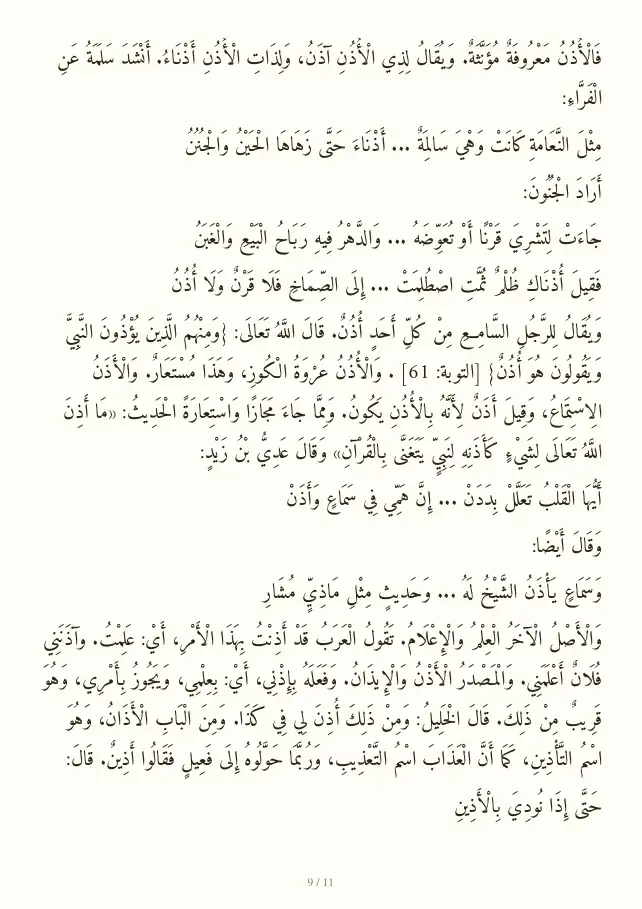 فَالْأُذُنُ مَعْرُوفَةٌ مُؤَنَّثَةٌ. وَيُقَالُ لِذِي الْأُذُنِ آذَنُ، وَلِذَاتِ الْأُذُنِ أَذْنَاءُ. أَنْشَدَ سَلَمَةُ عَنِ
الْفَرَّاءِ:
مِثْلَ النَّعَامَةِ كَانَتْ وَهْيَ سَالِمَةٌ ... أَذْنَاءَ حَتَّى زَهَاهَا الْحَيْنُ وَالْجُنُنُ
أَرَادَ الْجُنُونَ:
جَاءَتْ لِتَشْرِيَ قَرْنًا أَوْ تُعَوِّضَهُ ... وَالدَّهْرُ فِيهِ رَبَاحُ الْبَيْعِ وَالْغَبَنُ
فَقِيلَ أُذْنَاكِ ظُلْمٌ ثُمَّتِ اصْطُلِمَتْ ... إِلَى الصِّمَاخِ فَلَا قَرْنٌ وَلَا أُذُنُ
وَيُقَالُ لِلرَّجُلِ السَّامِعِ مِنْ كُلِّ أَحَدٍ أُذُنٌ. قَالَ اللَّهُ تَعَالَى: {وَمِنْهُمُ الَّذِينَ يُؤْذُونَ النَّبِيَّ
وَيَقُولُونَ هُوَ أُذُنٌ} [التوبة: 61] . وَالْأُذُنُ عُرْوَةُ الْكُوزِ، وَهَذَا مُسْتَعَارٌ. وَالْأَذَنُ
الِاسْتِمَاعُ، وَقِيلَ أَذَنٌ لِأَنَّهُ بِالْأُذُنِ يَكُونُ. وَمِمَّا جَاءَ مَجَازًا وَاسْتِعَارَةً الْحَدِيثُ: «مَا أَذِنَ
اللَّهُ تَعَالَى لِشَيْءٍ كَأَذَنِهِ لِنَبِيٍّ يَتَغَنَّى بِالْقُرْآنِ» وَقَالَ عَدِيُّ بْنُ زَيْدٍ:
أَيُّهَا الْقَلْبُ تَعَلَّلْ بِدَدَنْ ... إِنَّ هَمِّي فِي سَمَاعٍ وَأَذَنْ
وَقَالَ أَيْضًا:
وَسَمَاعٍ يَأْذَنُ الشَّيْخُ لَهُ ... وَحَدِيثٍ مِثْلِ مَاذِيٍّ مُشَارِ
وَالْأَصْلُ الْآخَرُ الْعِلْمُ وَالْإِعْلَامُ. تَقُولُ الْعَرَبُ قَدْ أَذِنْتُ بِهَذَا الْأَمْرِ، أَيْ: عَلِمْتُ. وَآذَنَنِي
فُلَانٌ أَعْلَمَنِي. وَالْمَصْدَرُ الْأَذْنُ وَالْإِيذَانُ. وَفَعَلَهُ بِإِذْنِي، أَيْ: بِعِلْمِي، وَيَجُوزُ بِأَمْرِي، وَهُوَ
قَرِيبٌ مِنْ ذَلِكَ. قَالَ الْخَلِيلُ: وَمِنْ ذَلِكَ أُذِنَ لِي فِي كَذَا. وَمِنَ الْبَابِ الْأَذَانُ، وَهُوَ
اسْمُ التَّأْذِينِ، كَمَا أَنَّ الْعَذَابَ اسْمُ التَّعْذِيبِ، وَرُبَّمَا حَوَّلُوهُ إِلَى فَعِيلٍ فَقَالُوا أَذِينٌ. قَالَ:
حَتَّى إِذَا نُودِيَ بِالْأَذِينِ
9 / 11